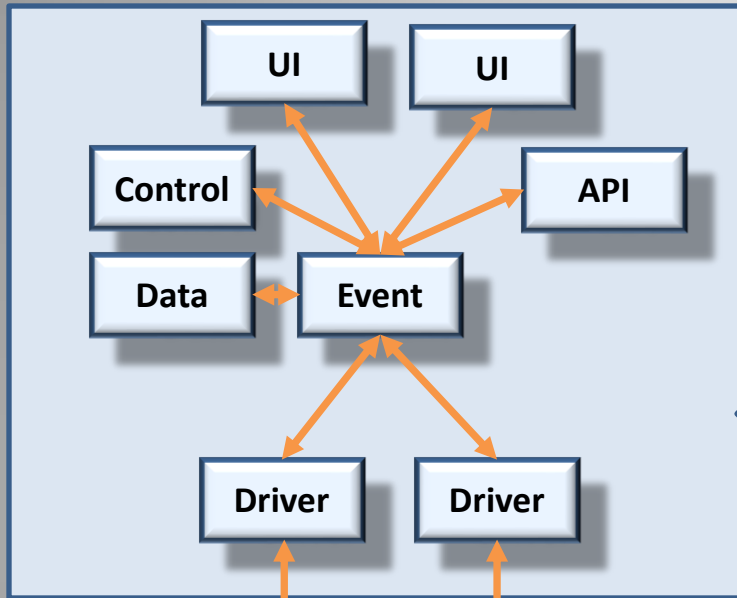 UI
UI
Control
API
Data
Event
Driver
Driver